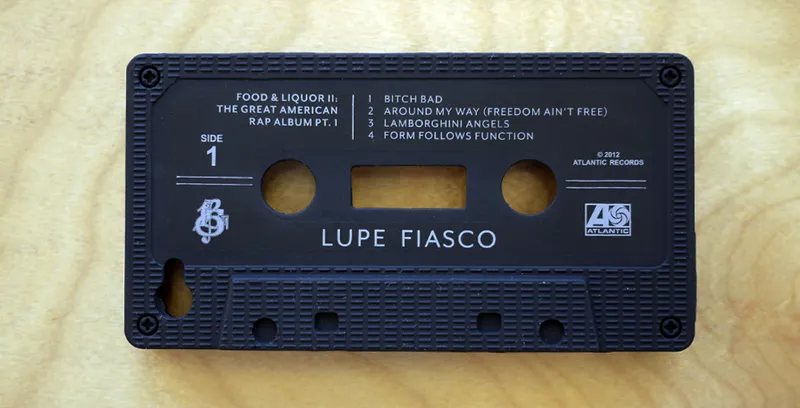 FOOD & LIQUOR II:
THE GREAT AMERICAN
RAP ALBUM PT. 1
1 BITCH BAD
2 AROUND MY WAY (FREEDOM AIN'T FREE)
3 LAMBORGHINI ANGELS
4 FORM FOLLOWS FUNCTION
SIDE
1
© 2012
ATLANTIC RECORDS
ATLANTIC
LUPE FIASCO